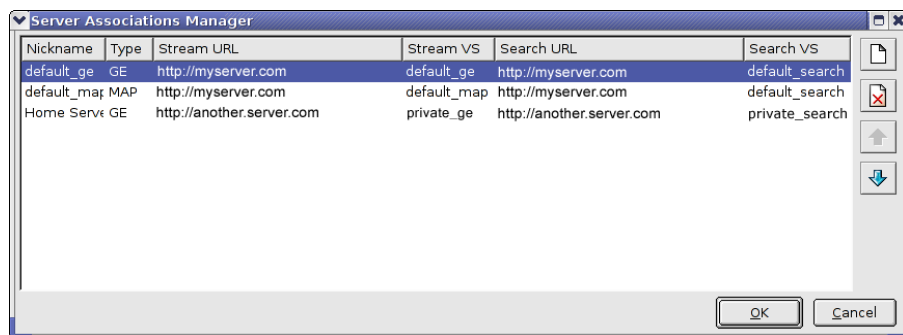 Server Associations Manager
Nickname Type Stream URL Stream VS Search URL Search VS
default_ge GE http://myserver.com default_ge http://myserver.com default_search
default_map MAP http://myserver.com default_map http://myserver.com default_search
Home Serve GE http://another.server.com private_ge http://another.server.com private_search
OK Cancel